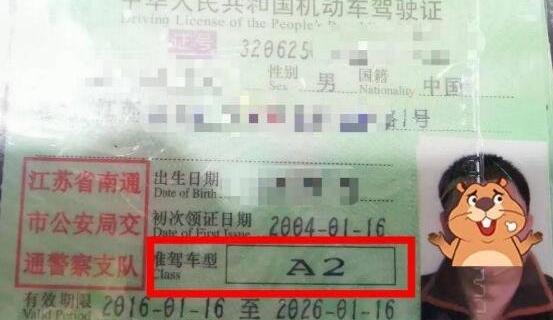 中华人民共和国机动车驾驶证
Driving License of the People's Republic of China
证号 320625
性别 男 国籍 中国
Sex Nationality
号
江苏省南通
市公安局交
通警察支队
出生日期
Date of Birth
初次领证日期 2004-01-16
Date of First Issue
准驾车型 A2
Class
有效期限 2016-01-16 至 2026-01-16
Valid Period